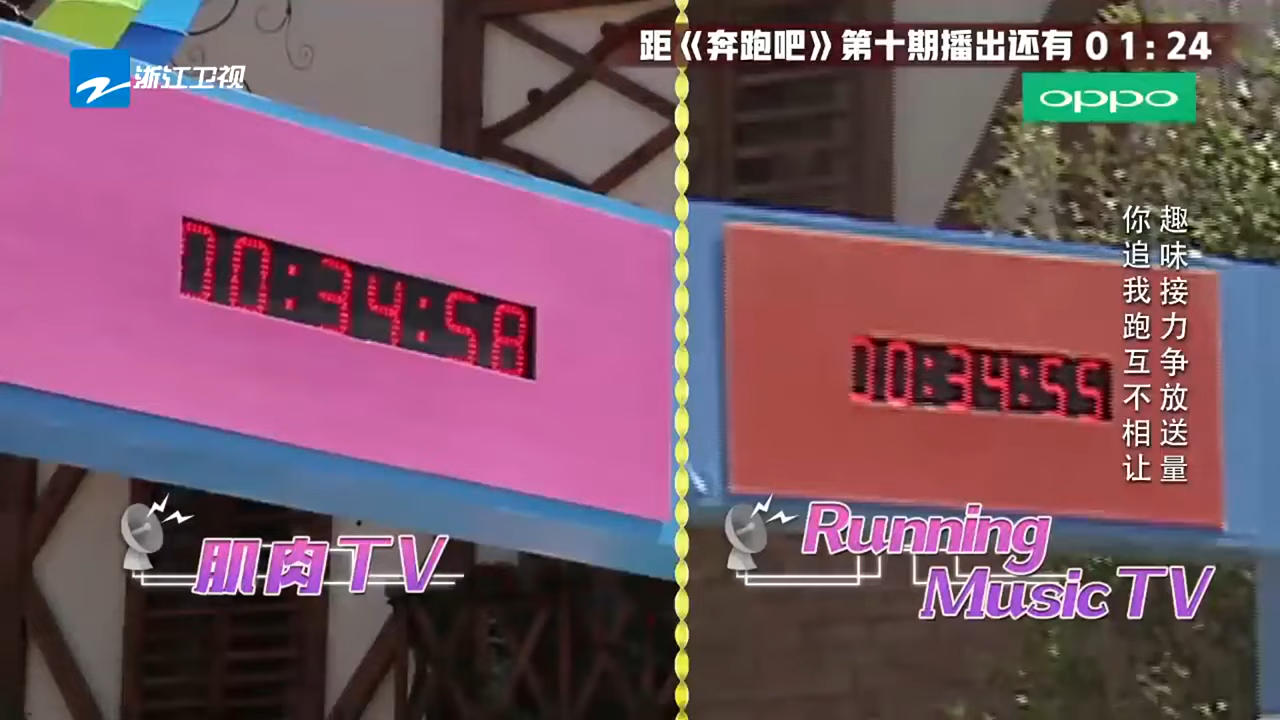 距《奔跑吧》第十期播出还有 01:24
浙江卫视
oppo
趣味接力争放送量
你追我跑互不相让
00:34:58
00:34:55
肌肉TV
Running
Music TV